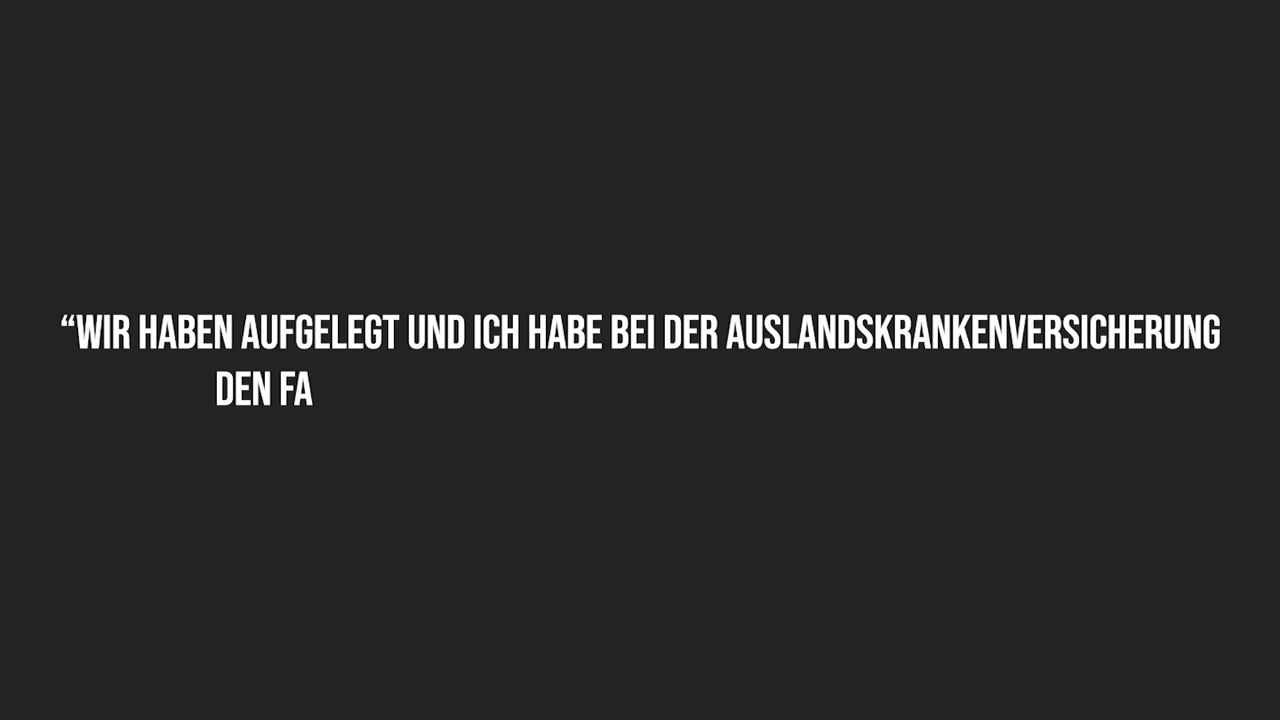 “WIR HABEN AUFGELEGT UND ICH HABE BEI DER AUSLANDSKRANKENVERSICHERUNG
DEN FA